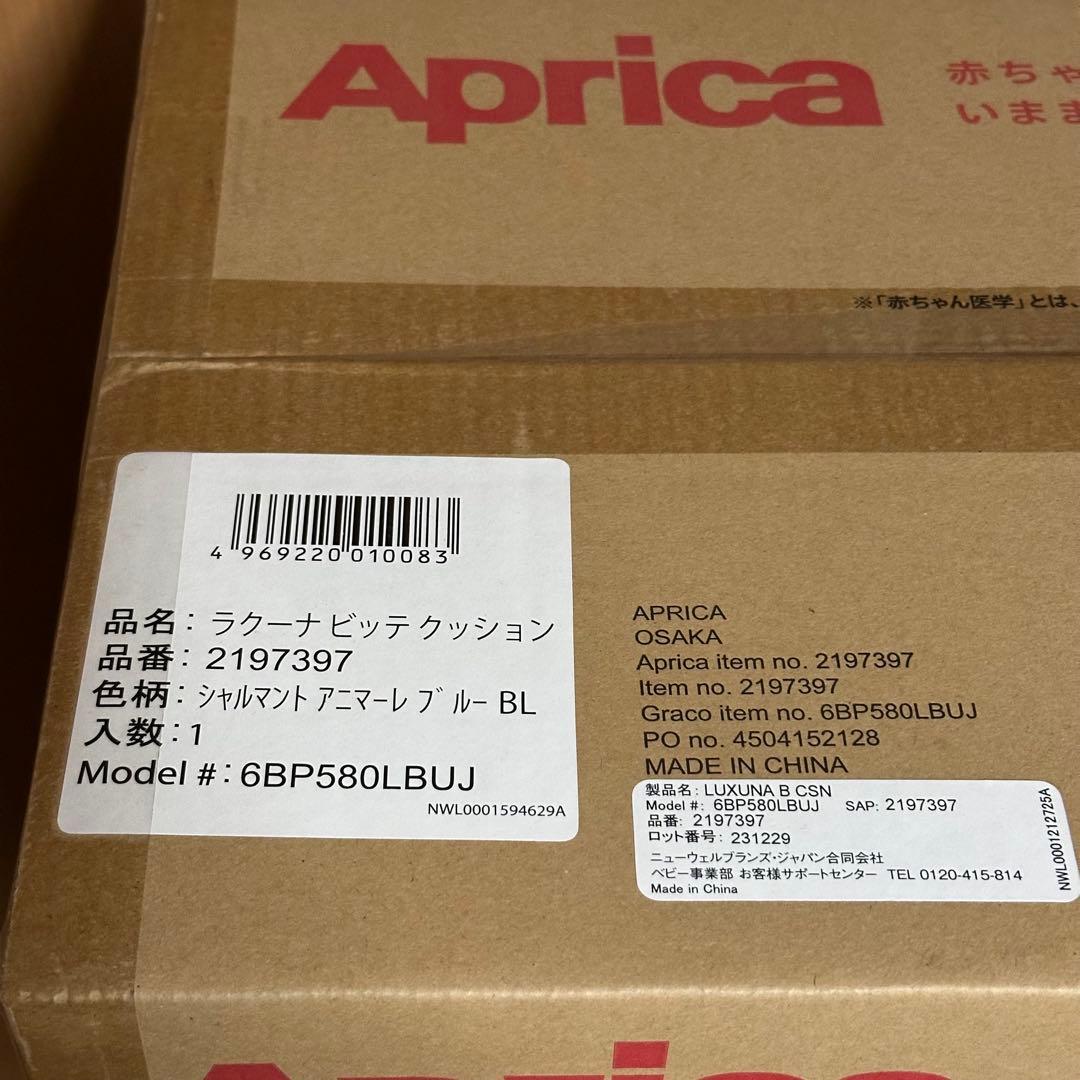 Aprica
赤ちゃ
いまま
※「赤ちゃん医学」とは、
4 969220 010083
品名：ラクーナ ビッテ クッション
品番：2197397
色柄：ｼｬﾙﾏﾝﾄ ｱﾆﾏｰﾚ ﾌﾞﾙｰ BL
入数：1
Model #：6BP580LBUJ
NWL0001594629A
APRICA
OSAKA
Aprica item no. 2197397
Item no. 2197397
Graco item no. 6BP580LBUJ
PO no. 4504152128
MADE IN CHINA
製品名: LUXUNA B CSN
Model #: 6BP580LBUJ SAP: 2197397
品番: 2197397
ロット番号: 231229
ニューウェルブランズ・ジャパン合同会社
ベビー事業部 お客様サポートセンター TEL 0120-415-814
Made in China
NWL0001212725A
Aprica